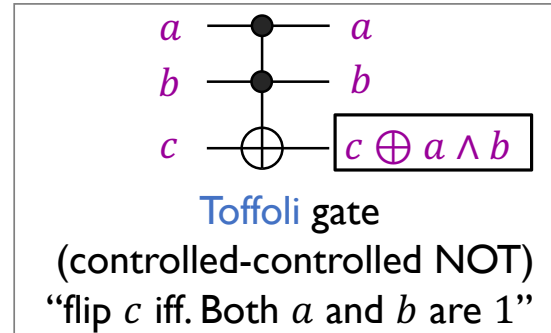 a a
b b
c c ⊕ a ∧ b
Toffoli gate
(controlled-controlled NOT)
“flip c iff. Both a and b are 1”